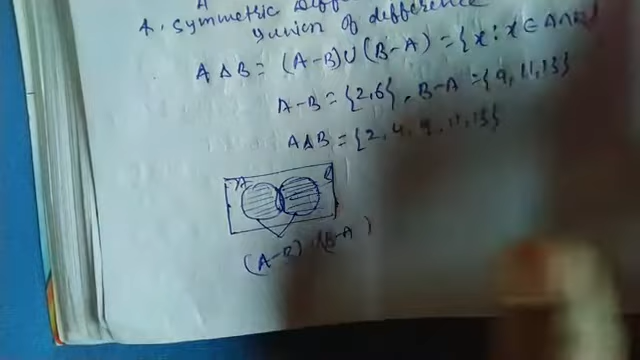 4. Symmetric
union of difference
A Δ B = (A-B)∪(B-A) = {x : x ∈ A∩B}
A-B = {2,6}, B-A = {9, 11, 13}
A Δ B = {2, 4, 9, 11, 13}
A B
(A-B) (B-A)